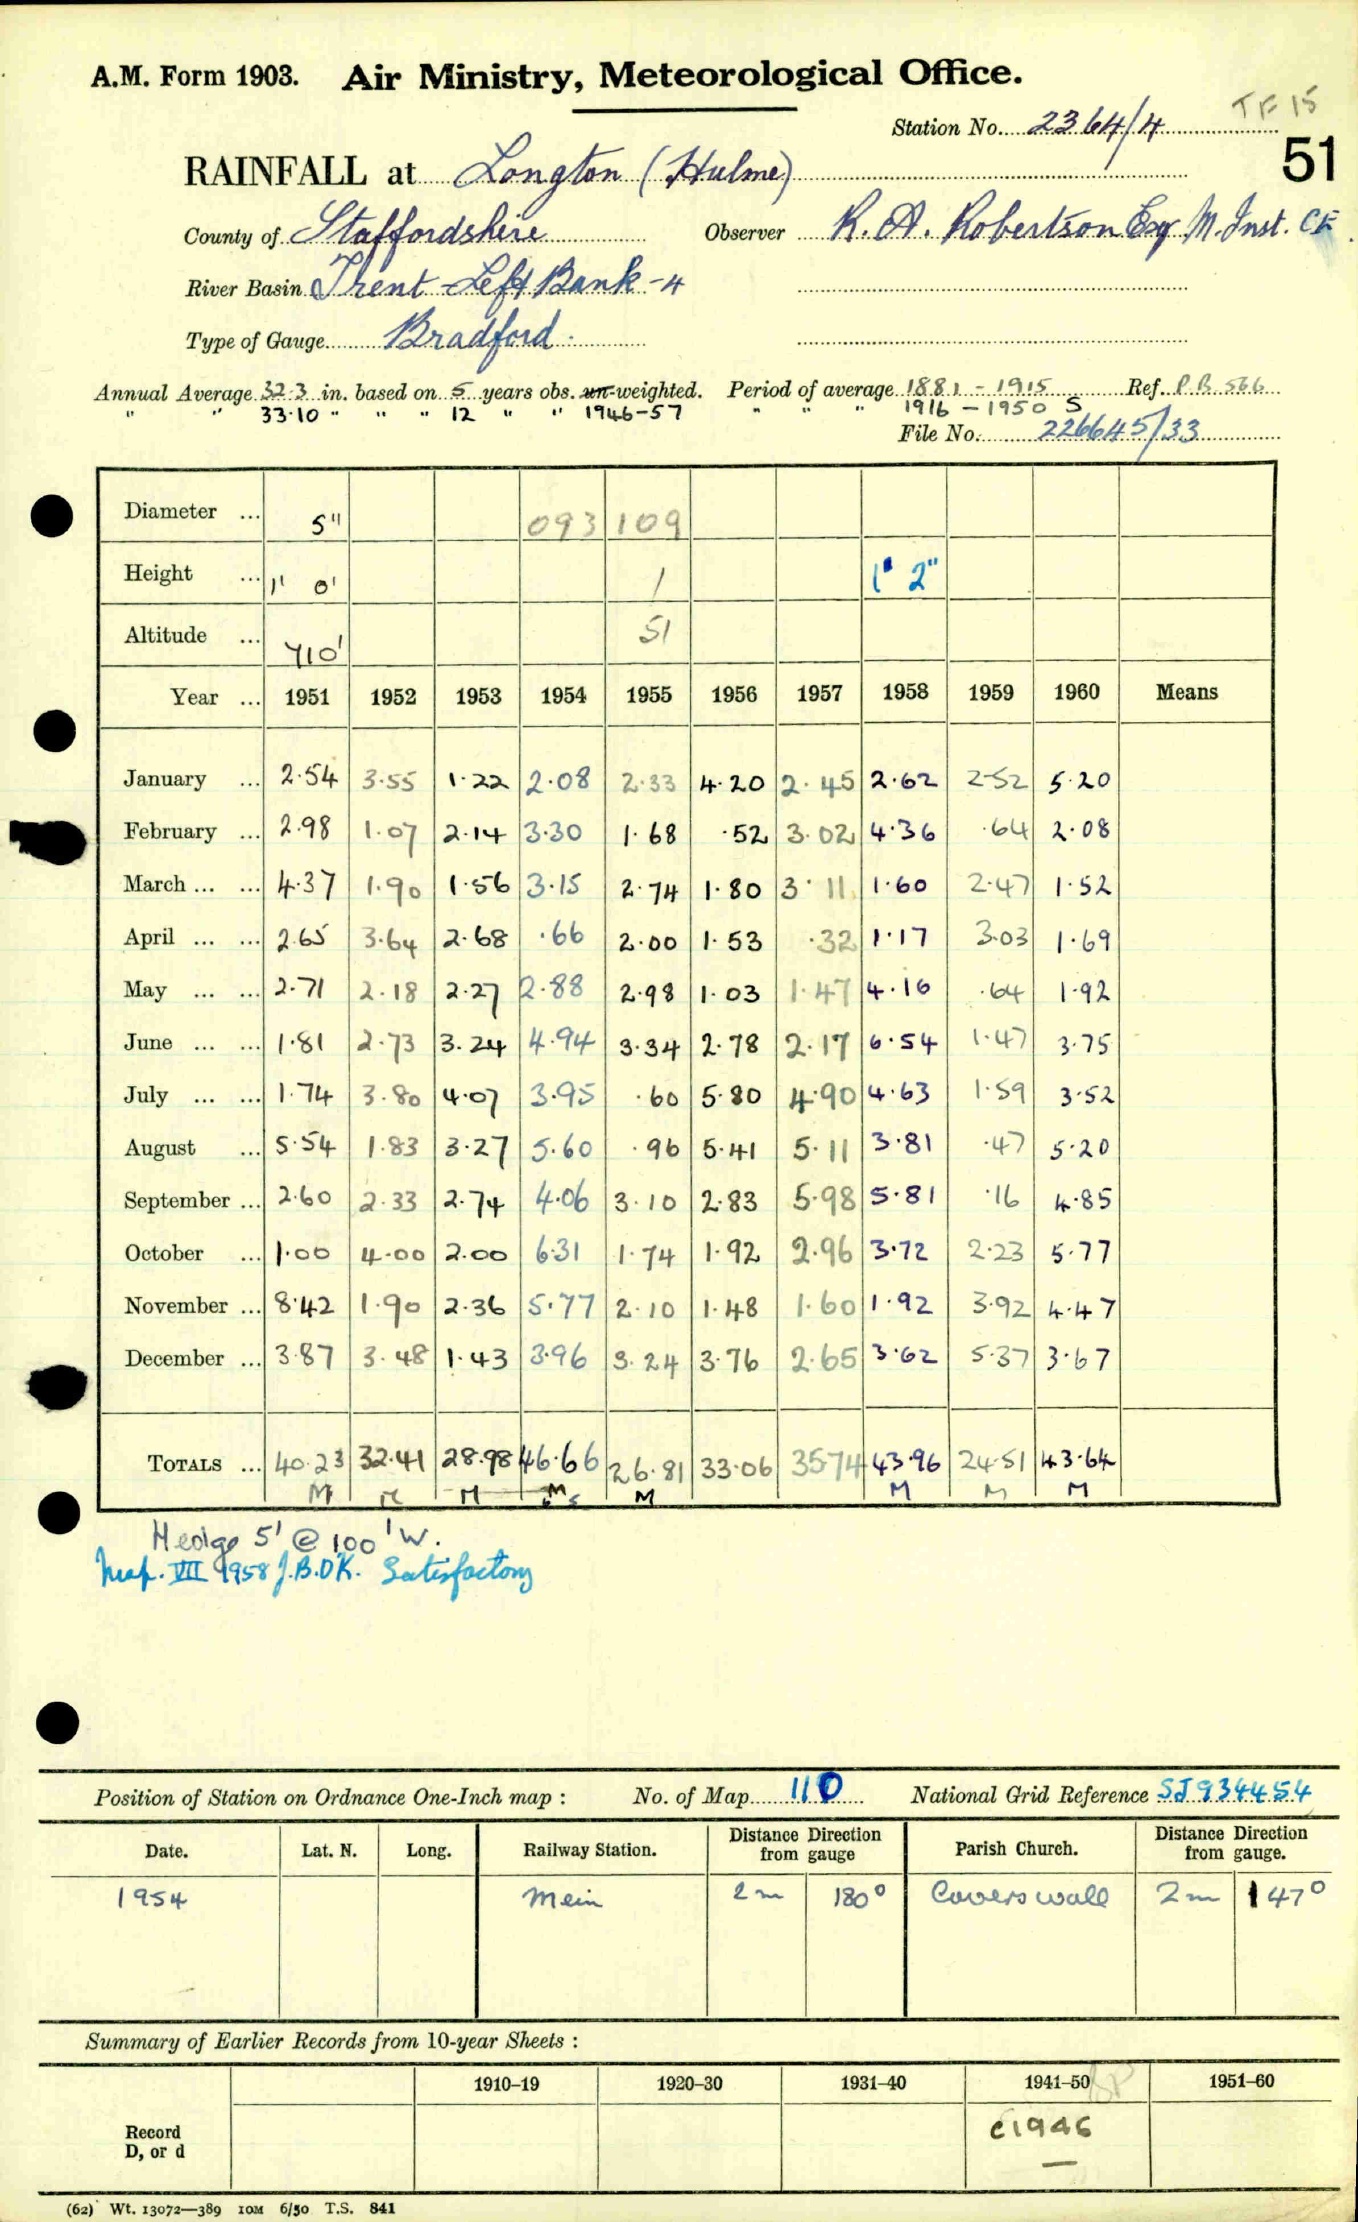 A.M. Form 1903. Air Ministry, Meteorological Office.
TF 15
Station No. 2364/4
51
RAINFALL at Longton (Hulme)
County of Staffordshire Observer R. A. Robertson Esq M. Inst. CE.
River Basin Trent - Left Bank - 4
Type of Gauge Bradford.
Annual Average 32.3 in. based on 5 years obs. un-weighted. Period of average 1881 - 1915 Ref. P.B. 566
" " 33.10 " " " 12 " " 1946-57 " " " 1916 - 1950 S
File No. 226645/33
Diameter ... 5" 093 109
Height ... 1' 0' 1 1' 2"
Altitude ... 710' 51
Year ... 1951 1952 1953 1954 1955 1956 1957 1958 1959 1960 Means
January ... 2.54 3.55 1.22 2.08 2.33 4.20 2.45 2.62 2.52 5.20
February ... 2.98 1.07 2.14 3.30 1.68 .52 3.02 4.36 .64 2.08
March ... ... 4.37 1.90 1.56 3.15 2.74 1.80 3.11 1.60 2.47 1.52
April ... ... 2.65 3.64 2.68 .66 2.00 1.53 .32 1.17 3.03 1.69
May ... ... 2.71 2.18 2.27 2.88 2.98 1.03 1.47 4.16 .64 1.92
June ... ... 1.81 2.73 3.24 4.94 3.34 2.78 2.17 6.54 1.47 3.75
July ... ... 1.74 3.80 4.07 3.95 .60 5.80 4.90 4.63 1.59 3.52
August ... 5.54 1.83 3.27 5.60 .96 5.41 5.11 3.81 .47 5.20
September ... 2.60 2.33 2.74 4.06 3.10 2.83 5.98 5.81 .16 4.85
October ... 1.00 4.00 2.00 6.31 1.74 1.92 2.96 3.72 2.23 5.77
November ... 8.42 1.90 2.36 5.77 2.10 1.48 1.60 1.92 3.92 4.47
December ... 3.87 3.48 1.43 3.96 3.24 3.76 2.65 3.62 5.37 3.67
TOTALS ... 40.23 32.41 28.98 46.66 26.81 33.06 35.74 43.96 24.51 43.64
M M M M M M M M
Hedge 5' @ 100' W.
Insp. VII 1958 J.B.DK. Satisfactory
Position of Station on Ordnance One-Inch map : No. of Map 110 National Grid Reference SJ934454
Date. Lat. N. Long. Railway Station. Distance Direction from gauge Parish Church. Distance Direction from gauge.
1954 Meir 2m 180° Caverswall 2m 147°
Summary of Earlier Records from 10-year Sheets :
1910–19 1920–30 1931–40 1941–50 1951–60
Record
D, or d
c1946
(62) Wt. 13072—389 10M 6/50 T.S. 841